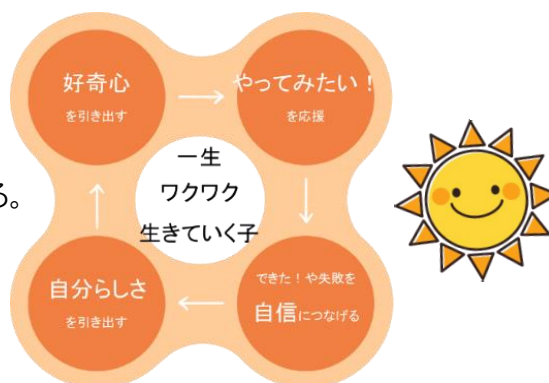 好奇心
を引き出す
やってみたい！
を応援
一生
ワクワク
生きていく子
る。
自分らしさ
を引き出す
できた！や失敗を
自信につなげる